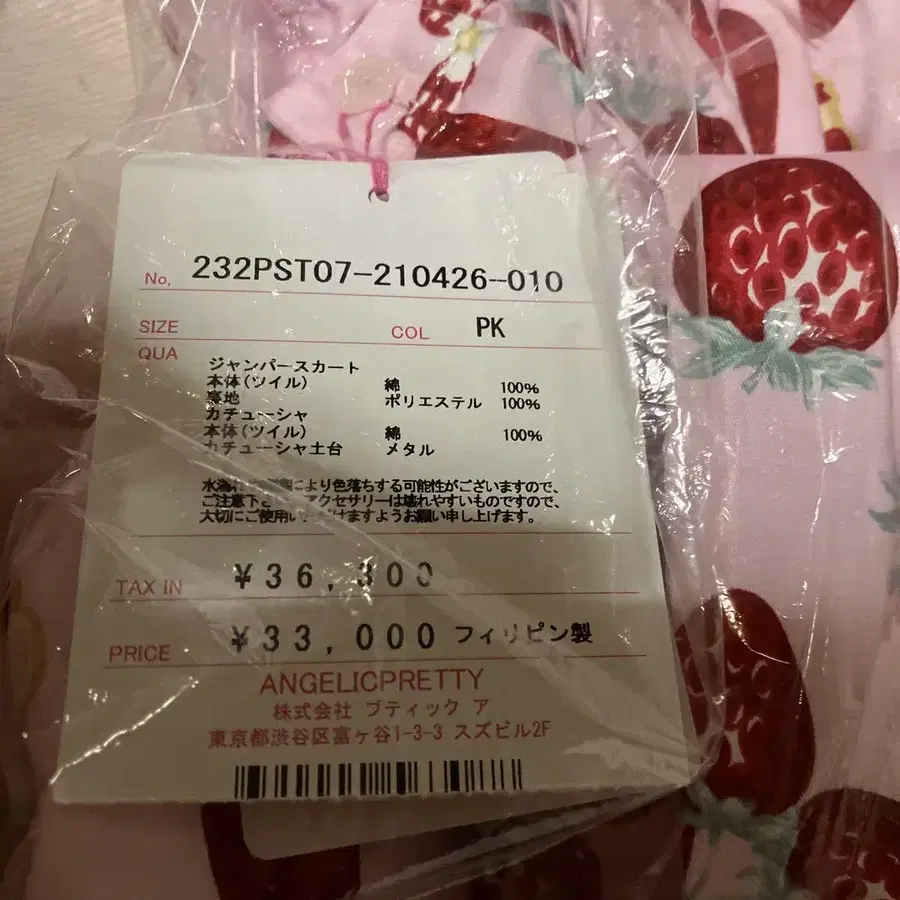 No, 232PST07-210426-010
SIZE COL PK
QUA
ジャンパースカート
本体(ツイル) 綿 100%
裏地 ポリエステル 100%
カチューシャ
本体(ツイル) 綿 100%
カチューシャ土台 メタル
により色落ちする可能性がございますので、
ご注意下 アクセサリーは壊れやすいものですので、
大切にご使用い だけますようお願い申し上げます。
TAX IN ¥36,300
PRICE ¥33,000 フィリピン製
ANGELICPRETTY
株式会社 ブティック ア
東京都渋谷区富ヶ谷1-3-3 スズビル2F